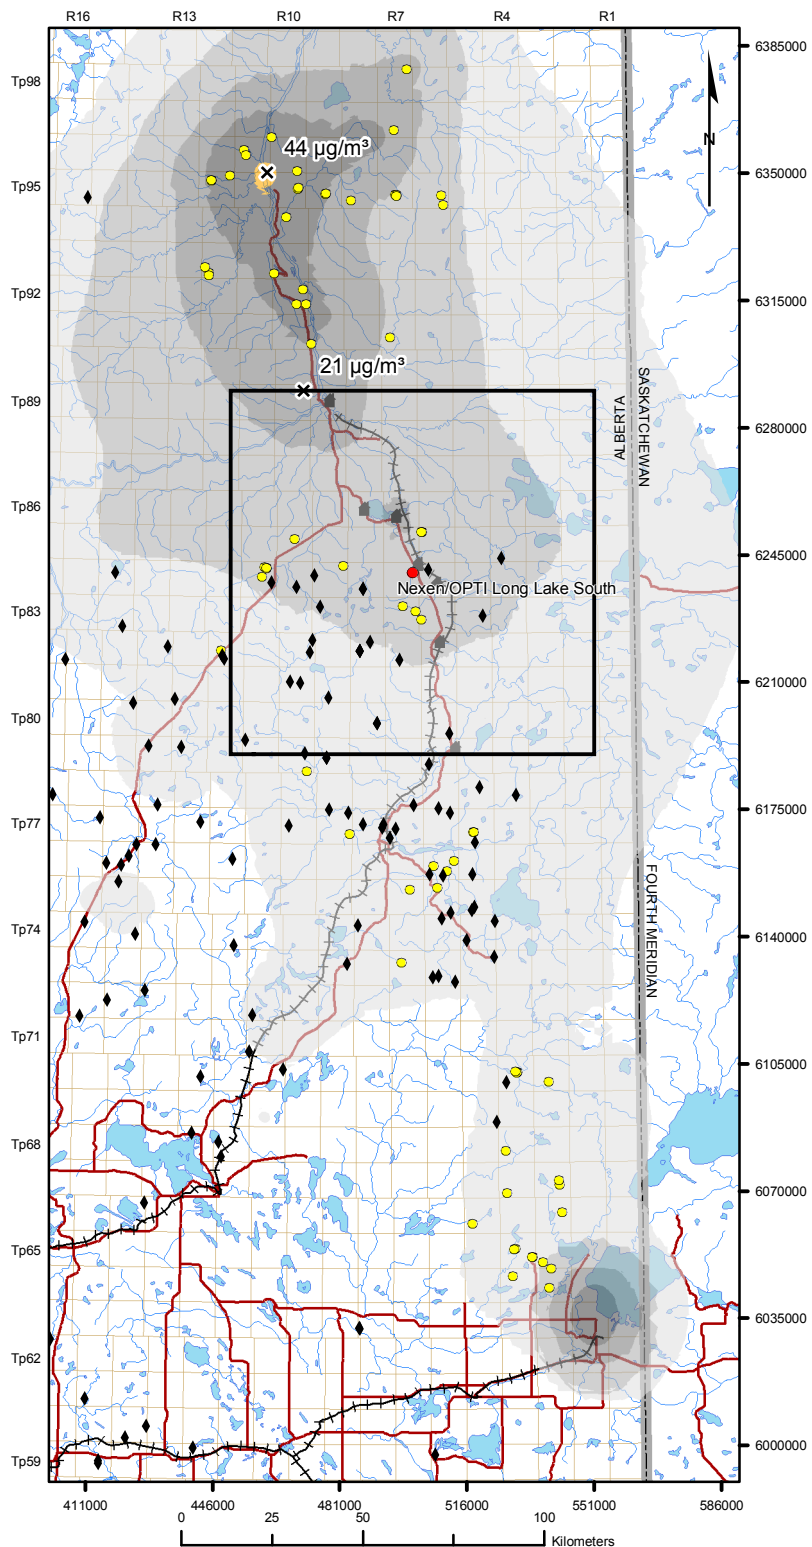 R16 R13 R10 R7 R4 R1
6385000
Tp98
N
44 µg/m³
6350000
Tp95
Tp92
6315000
21 µg/m³
Tp89
ALBERTA
SASKATCHEWAN
6280000
Tp86
6245000
Nexen/OPTI Long Lake South
Tp83
6210000
Tp80
6175000
Tp77
FOURTH MERIDIAN
Tp74
6140000
Tp71
6105000
Tp68
6070000
Tp65
6035000
Tp62
6000000
Tp59
411000 446000 481000 516000 551000 586000
0 25 50 100
Kilometers